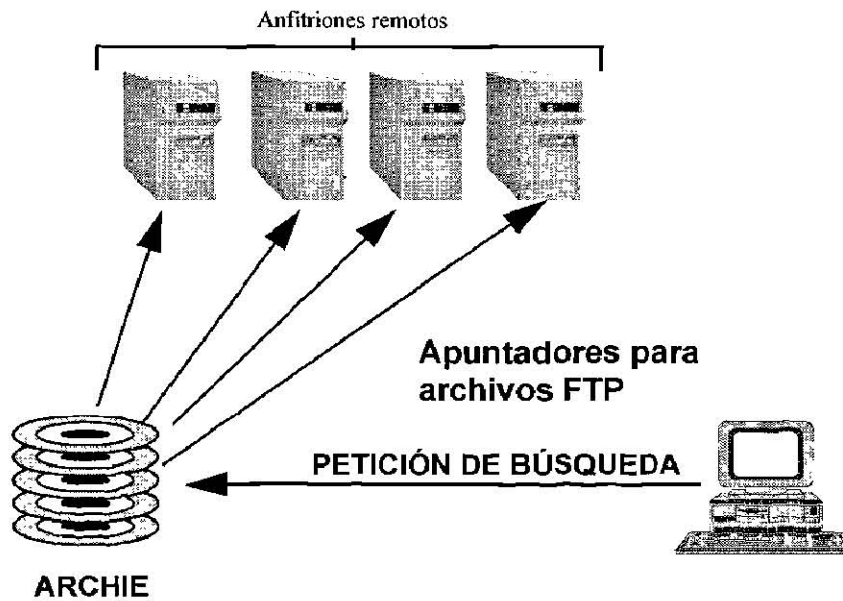 Anfitriones remotos
Apuntadores para
archivos FTP
PETICIÓN DE BÚSQUEDA
ARCHIE